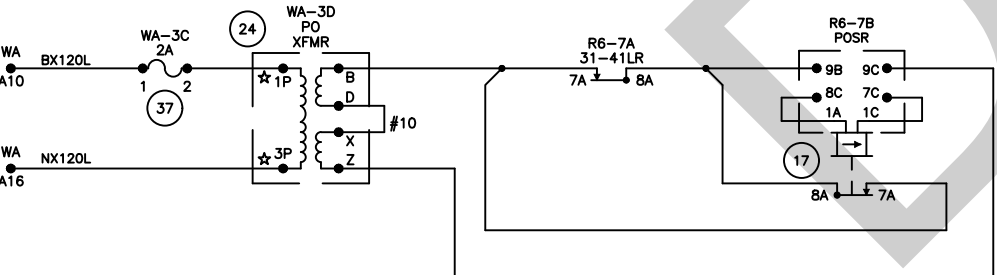 WA-3D
PO
XFMR
24
WA-3C
2A
WA
A10
BX120L
1 2
37
☆ 1P
B
D
X
Z
#10
WA
A16
NX120L
☆ 3P
R6-7A
31-41LR
7A 8A
R6-7B
POSR
9B 9C
8C 7C
1A 1C
17
8A 7A